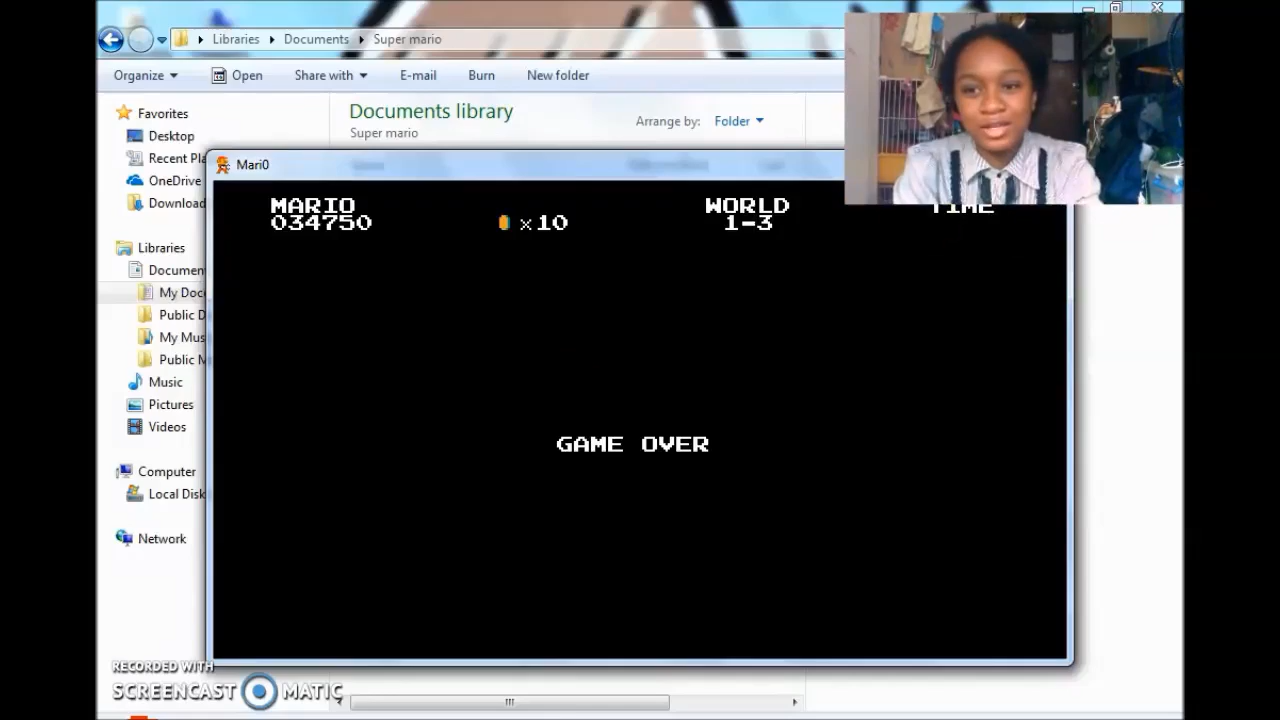 Libraries
Documents
Super mario
Organize
Open
Share with
E-mail
Burn
New folder
Favorites
Desktop
Recent Pla
OneDrive
Download
Libraries
Document
My Doc
Public D
My Mus
Public M
Music
Pictures
Videos
Computer
Local Disk
Network
Documents library
Super mario
Arrange by: Folder
Mari0
MARIO
034750
x10
WORLD
1-3
TIME
GAME OVER
RECORDED WITH
SCREENCAST MATIC